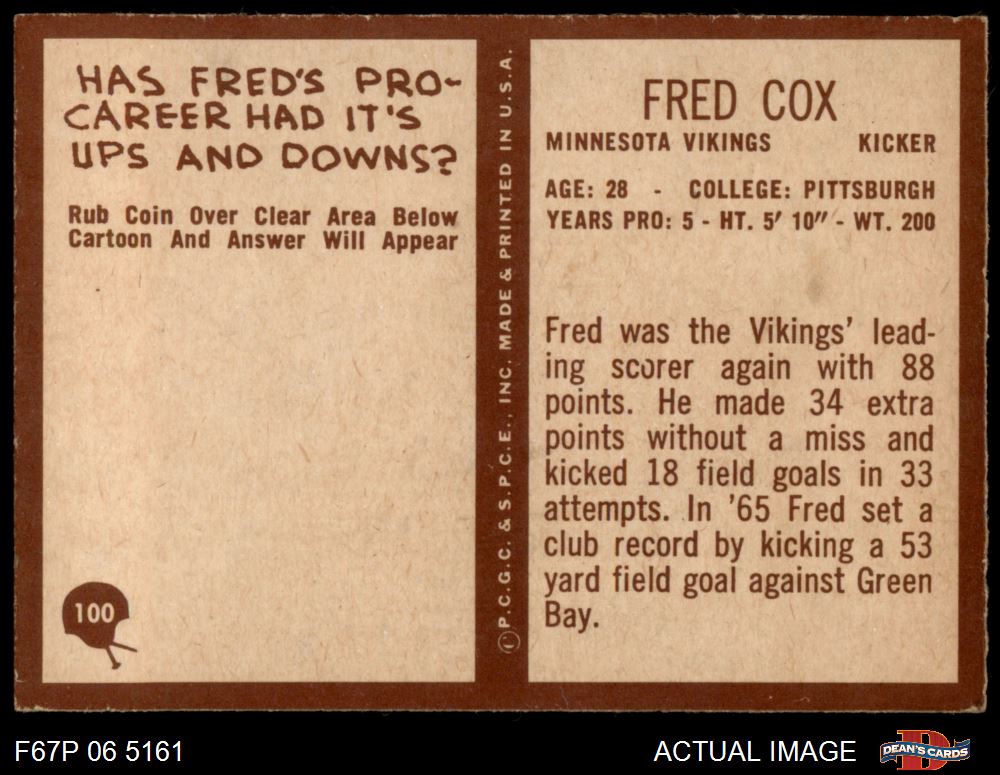 HAS FRED'S PRO-
CAREER HAD IT'S
UPS AND DOWNS?
Rub Coin Over Clear Area Below
Cartoon And Answer Will Appear
100
©P.C.G.C. & S.P.C.E., INC. MADE & PRINTED IN U.S.A.
FRED COX
MINNESOTA VIKINGS KICKER
AGE: 28 - COLLEGE: PITTSBURGH
YEARS PRO: 5 - HT. 5' 10" - WT. 200
Fred was the Vikings' lead-
ing scorer again with 88
points. He made 34 extra
points without a miss and
kicked 18 field goals in 33
attempts. In '65 Fred set a
club record by kicking a 53
yard field goal against Green
Bay.
F67P 06 5161
ACTUAL IMAGE
D
DEAN'S CARDS